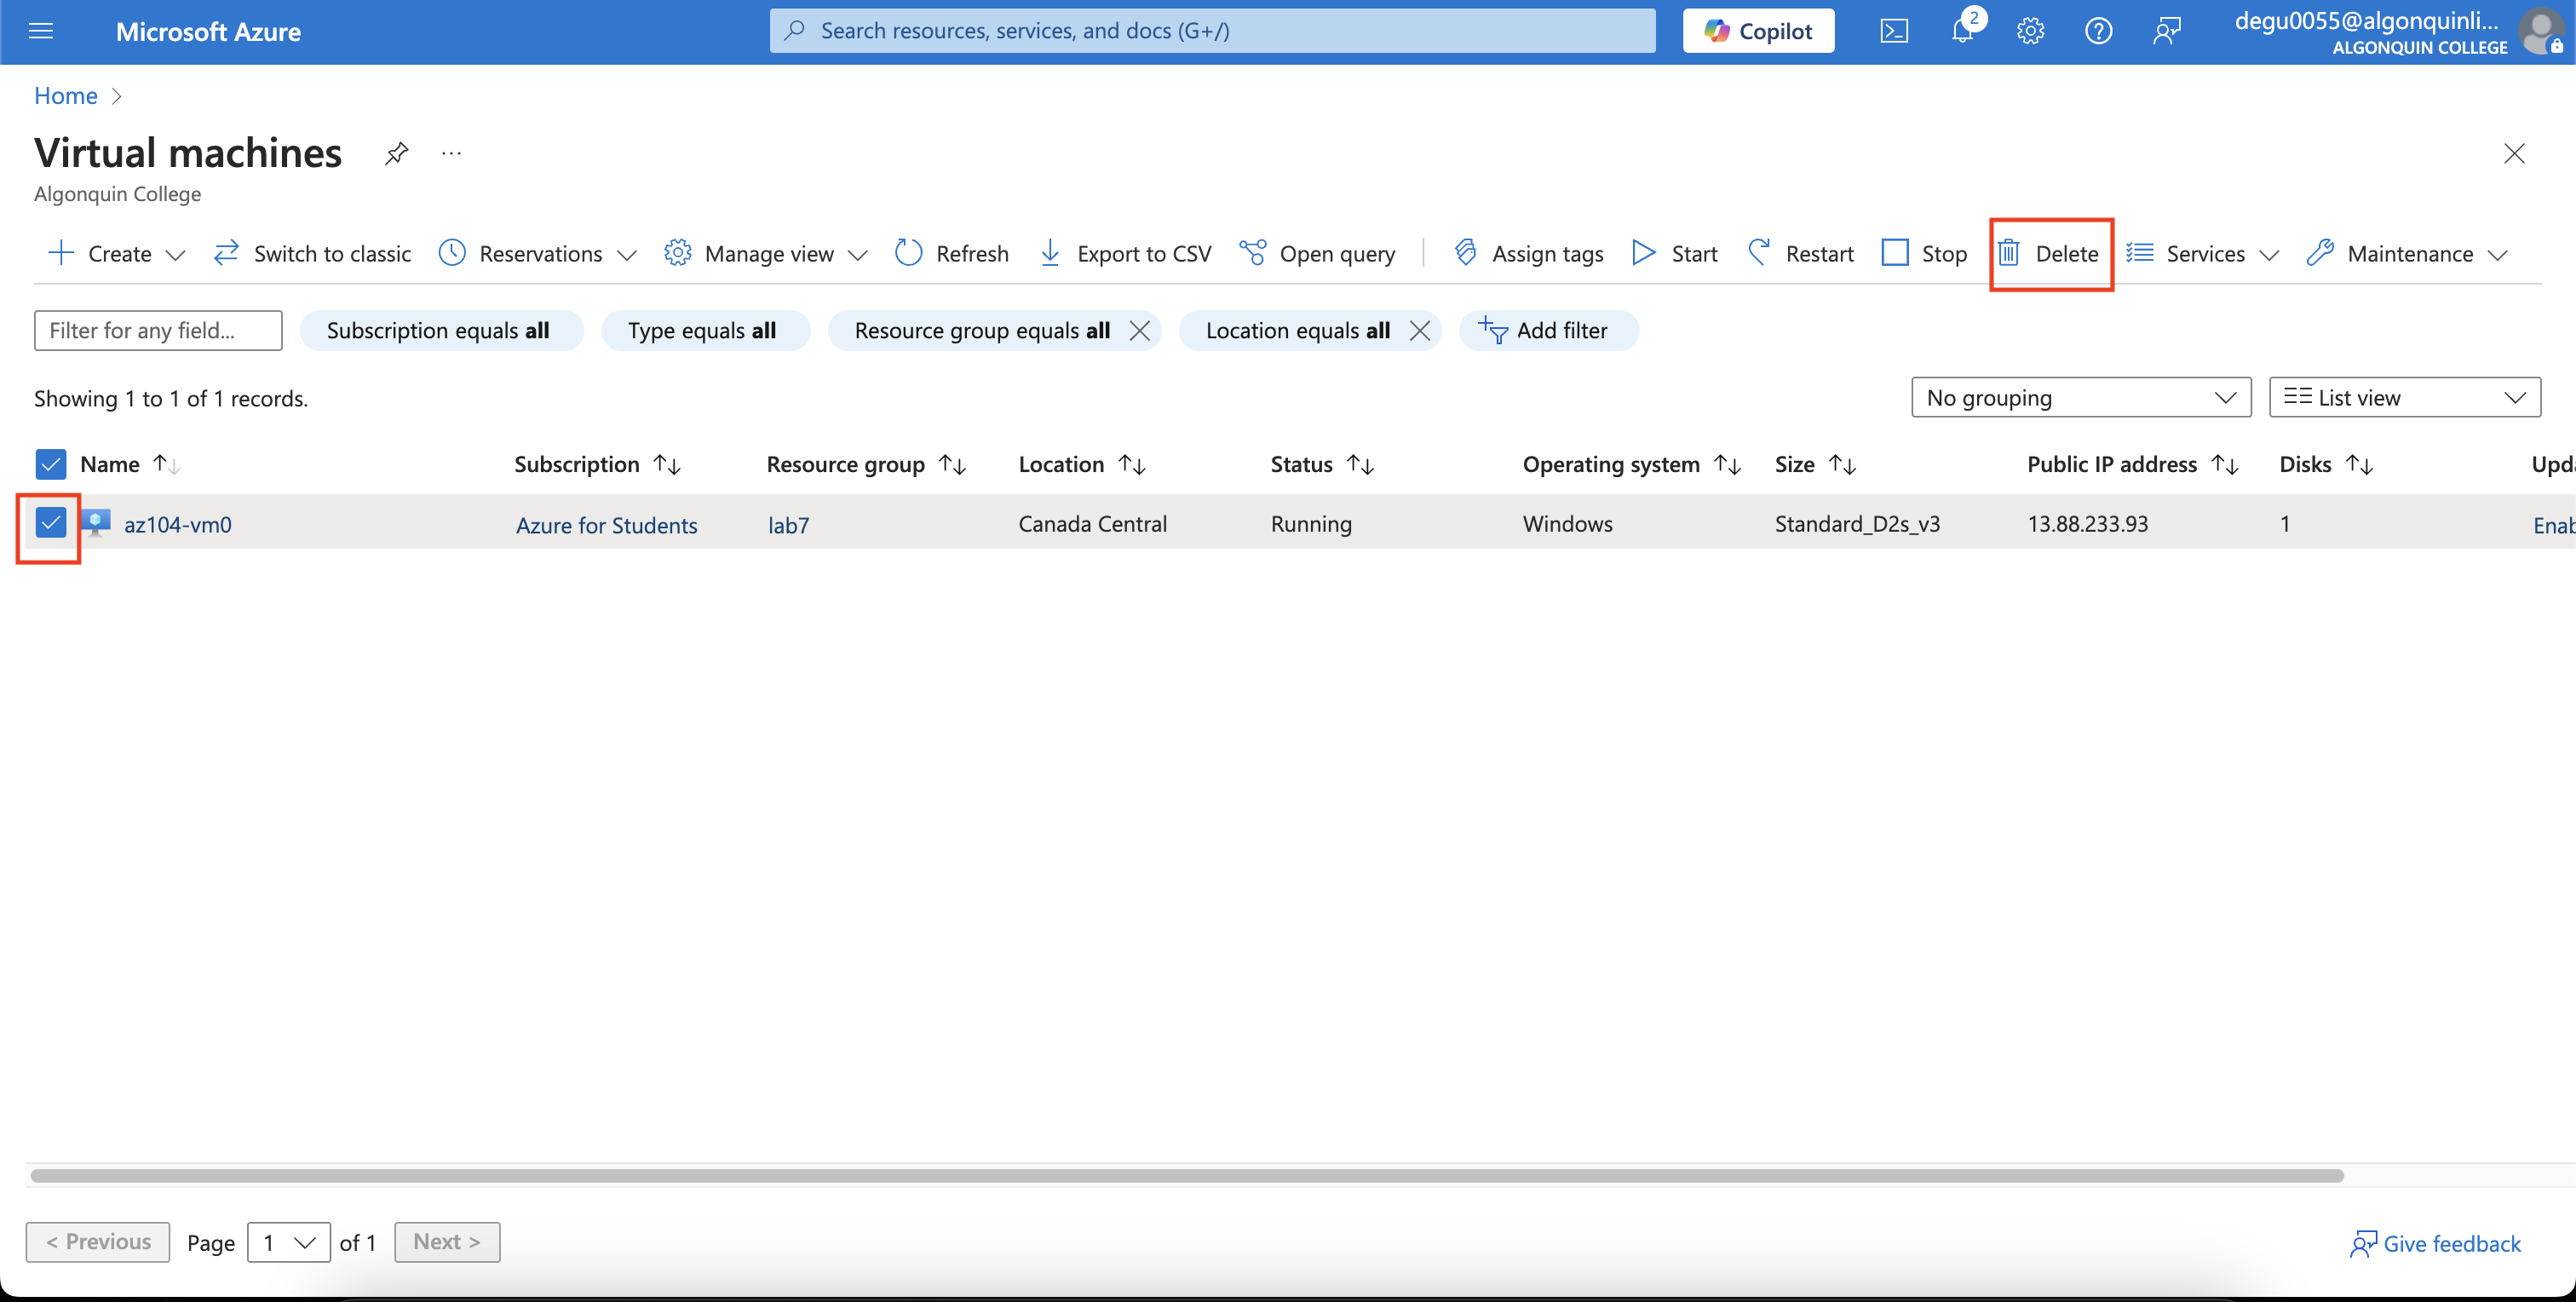 Microsoft Azure
Search resources, services, and docs (G+/)
Copilot
2
degu0055@algonquinli...
ALGONQUIN COLLEGE
Home
Virtual machines
Algonquin College
Create
Switch to classic
Reservations
Manage view
Refresh
Export to CSV
Open query
Assign tags
Start
Restart
Stop
Delete
Services
Maintenance
Filter for any field...
Subscription equals all
Type equals all
Resource group equals all
Location equals all
Add filter
Showing 1 to 1 of 1 records.
No grouping
List view
Name
Subscription
Resource group
Location
Status
Operating system
Size
Public IP address
Disks
Upda
az104-vm0
Azure for Students
lab7
Canada Central
Running
Windows
Standard_D2s_v3
13.88.233.93
1
Enab
< Previous
Page
1
of 1
Next >
Give feedback